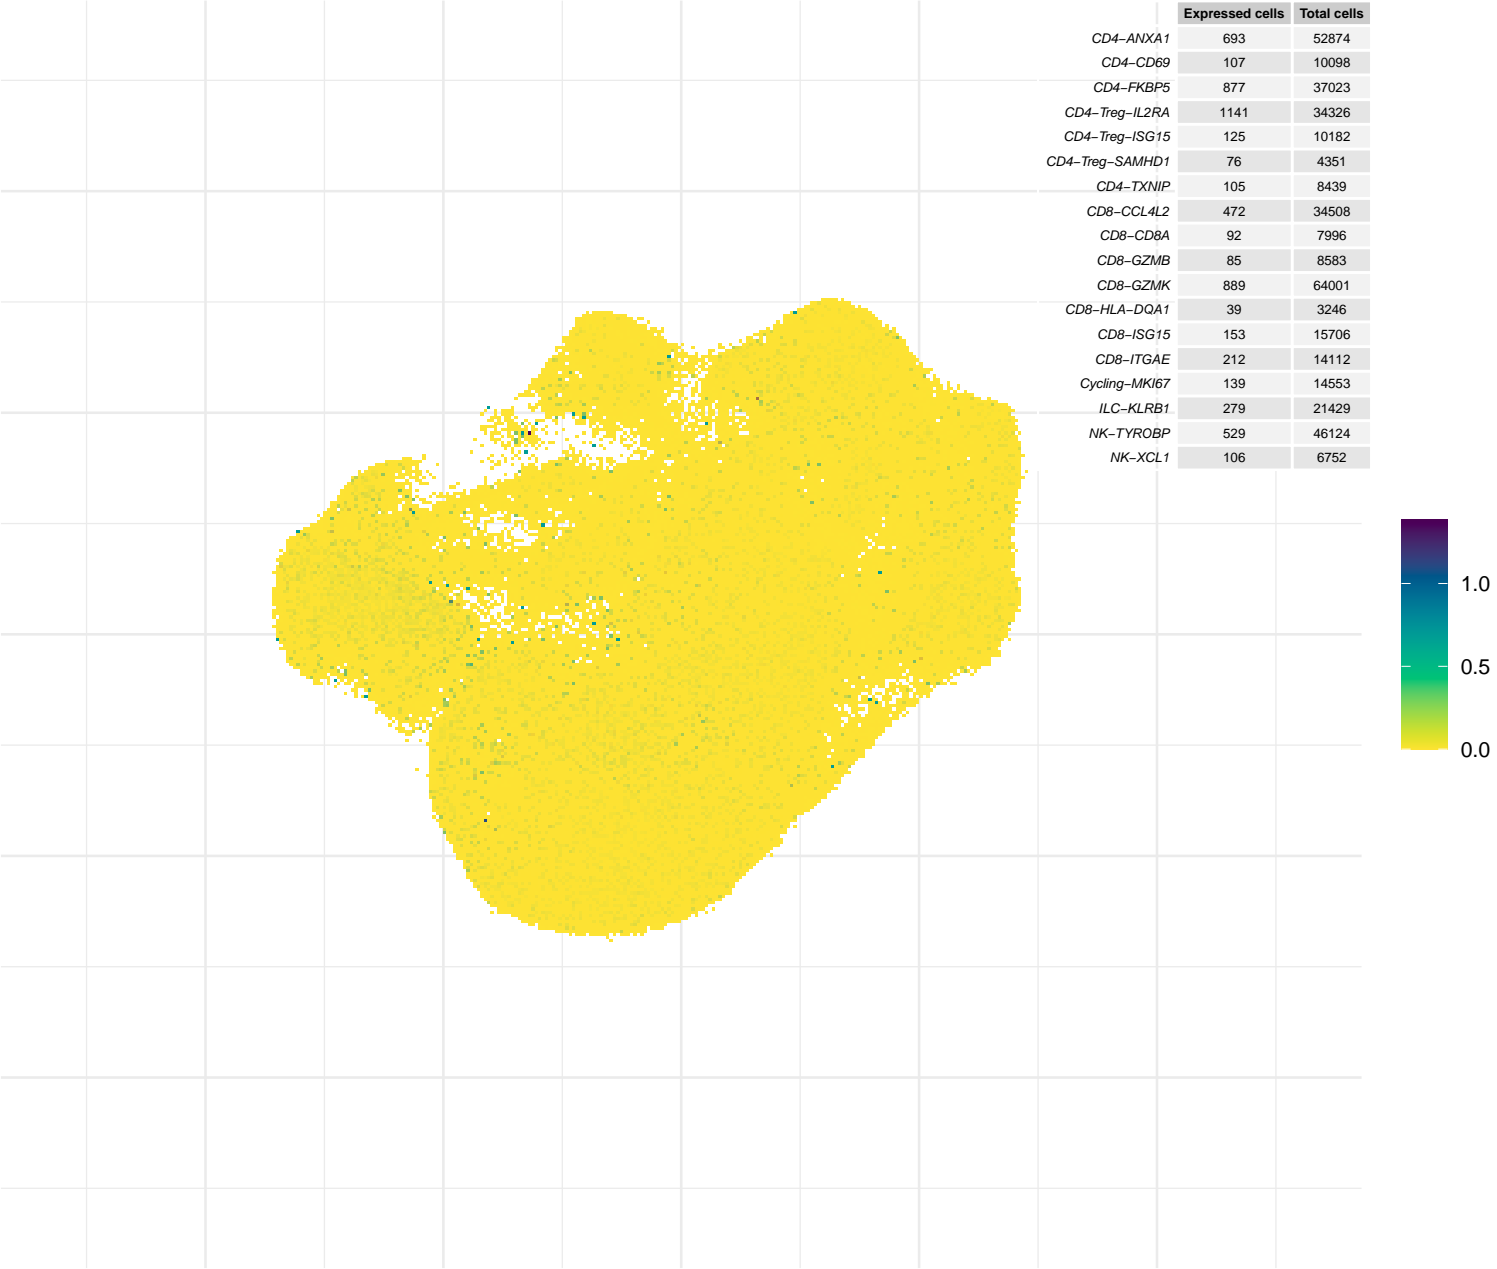 Expressed cells Total cells
CD4−ANXA1 693 52874
CD4−CD69 107 10098
CD4−FKBP5 877 37023
CD4−Treg−IL2RA 1141 34326
CD4−Treg−ISG15 125 10182
CD4−Treg−SAMHD1 76 4351
CD4−TXNIP 105 8439
CD8−CCL4L2 472 34508
CD8−CD8A 92 7996
CD8−GZMB 85 8583
CD8−GZMK 889 64001
CD8−HLA−DQA1 39 3246
CD8−ISG15 153 15706
CD8−ITGAE 212 14112
Cycling−MKI67 139 14553
ILC−KLRB1 279 21429
NK−TYROBP 529 46124
NK−XCL1 106 6752
1.0
0.5
0.0